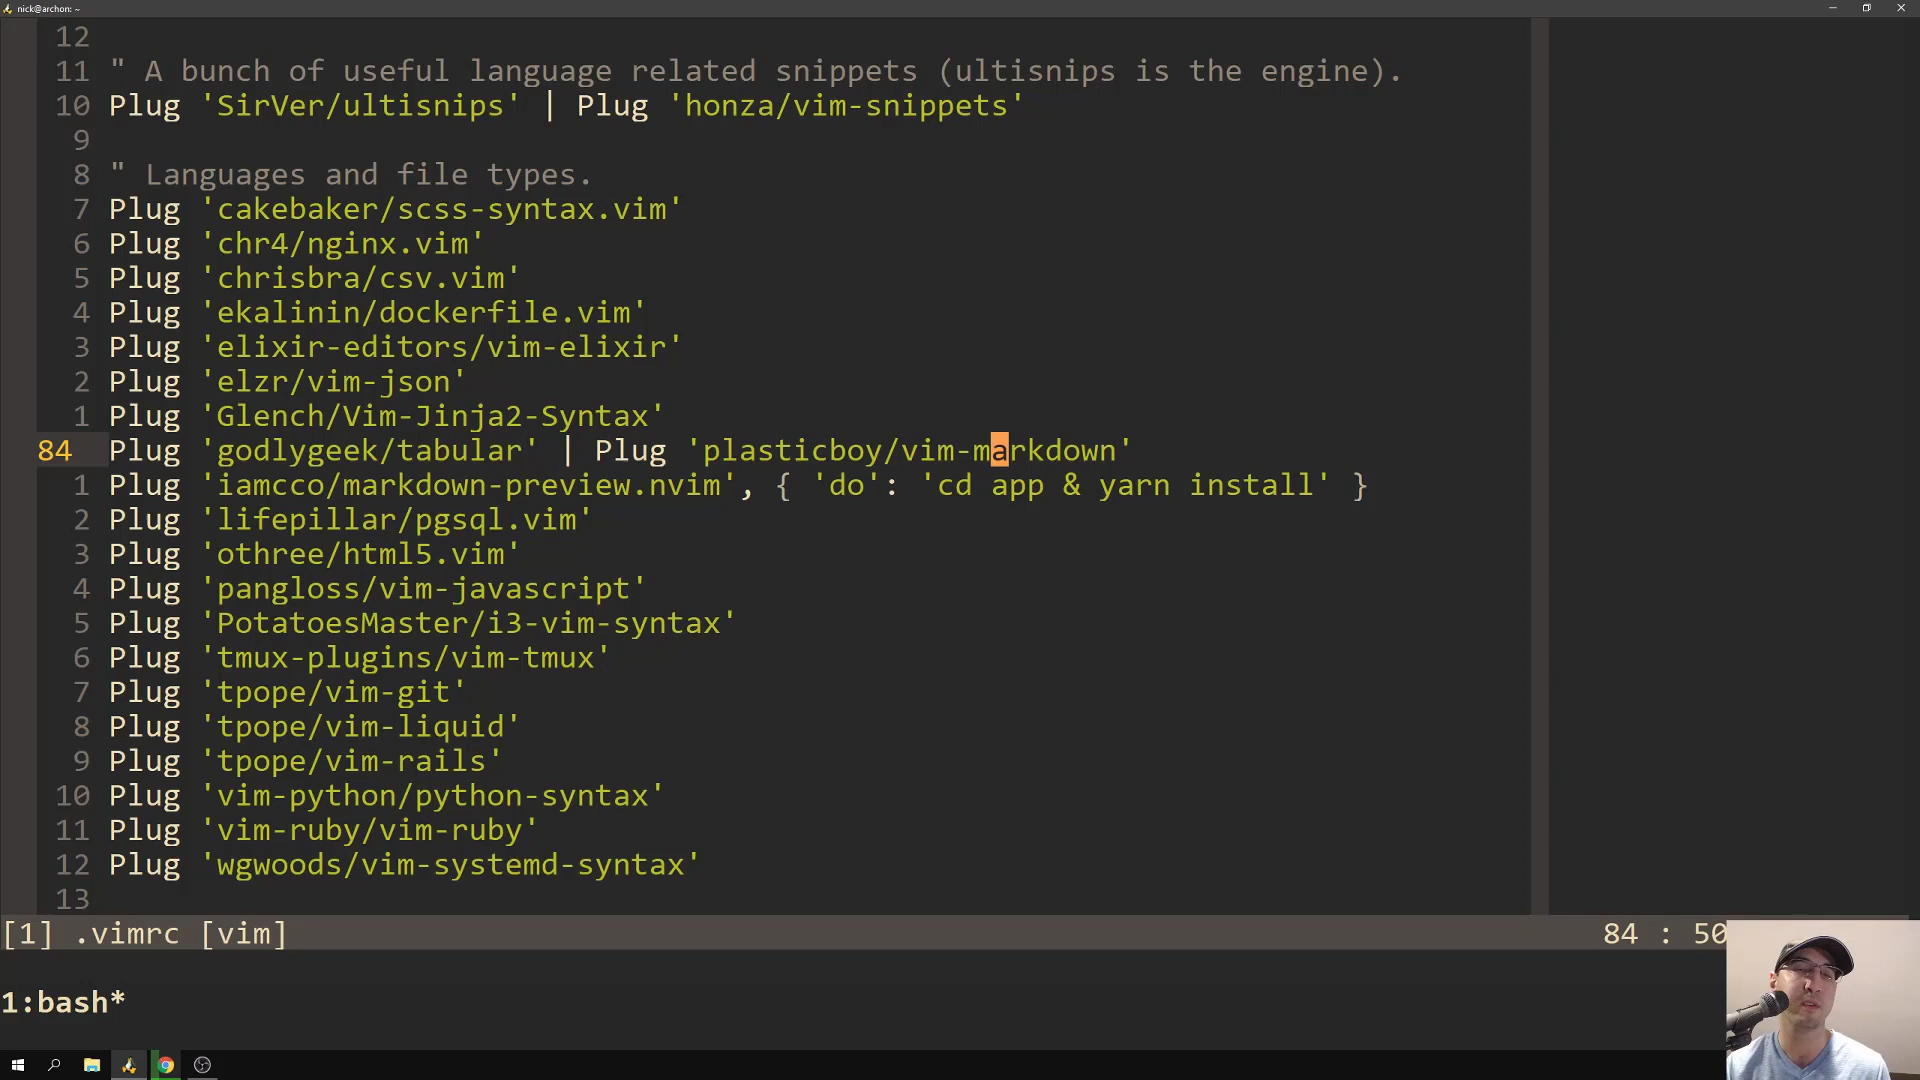 nick@archon: ~
12
11 " A bunch of useful language related snippets (ultisnips is the engine).
10 Plug 'SirVer/ultisnips' | Plug 'honza/vim-snippets'
9
8 " Languages and file types.
7 Plug 'cakebaker/scss-syntax.vim'
6 Plug 'chr4/nginx.vim'
5 Plug 'chrisbra/csv.vim'
4 Plug 'ekalinin/dockerfile.vim'
3 Plug 'elixir-editors/vim-elixir'
2 Plug 'elzr/vim-json'
1 Plug 'Glench/Vim-Jinja2-Syntax'
84 Plug 'godlygeek/tabular' | Plug 'plasticboy/vim-markdown'
1 Plug 'iamcco/markdown-preview.nvim', { 'do': 'cd app & yarn install' }
2 Plug 'lifepillar/pgsql.vim'
3 Plug 'othree/html5.vim'
4 Plug 'pangloss/vim-javascript'
5 Plug 'PotatoesMaster/i3-vim-syntax'
6 Plug 'tmux-plugins/vim-tmux'
7 Plug 'tpope/vim-git'
8 Plug 'tpope/vim-liquid'
9 Plug 'tpope/vim-rails'
10 Plug 'vim-python/python-syntax'
11 Plug 'vim-ruby/vim-ruby'
12 Plug 'wgwoods/vim-systemd-syntax'
13
[1] .vimrc [vim] 84 : 50
1:bash*